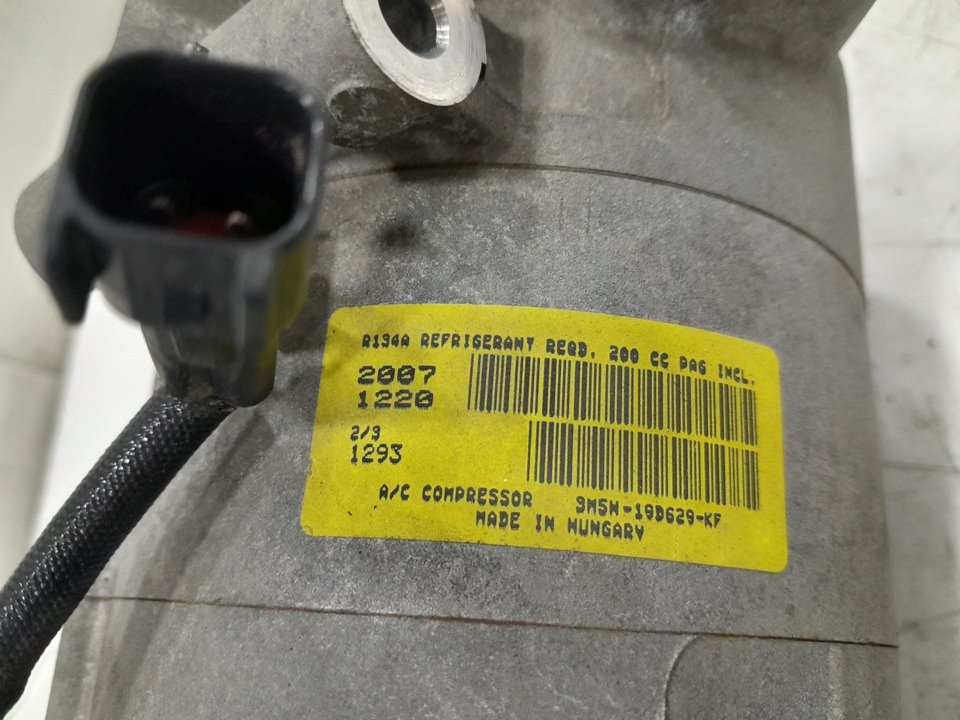 R134A REFRIGERANT REQD. 200 CC PAG INCL.
2007
1220
2/3
1293
A/C COMPRESSOR 3M5H-19D629-KF
MADE IN HUNGARY